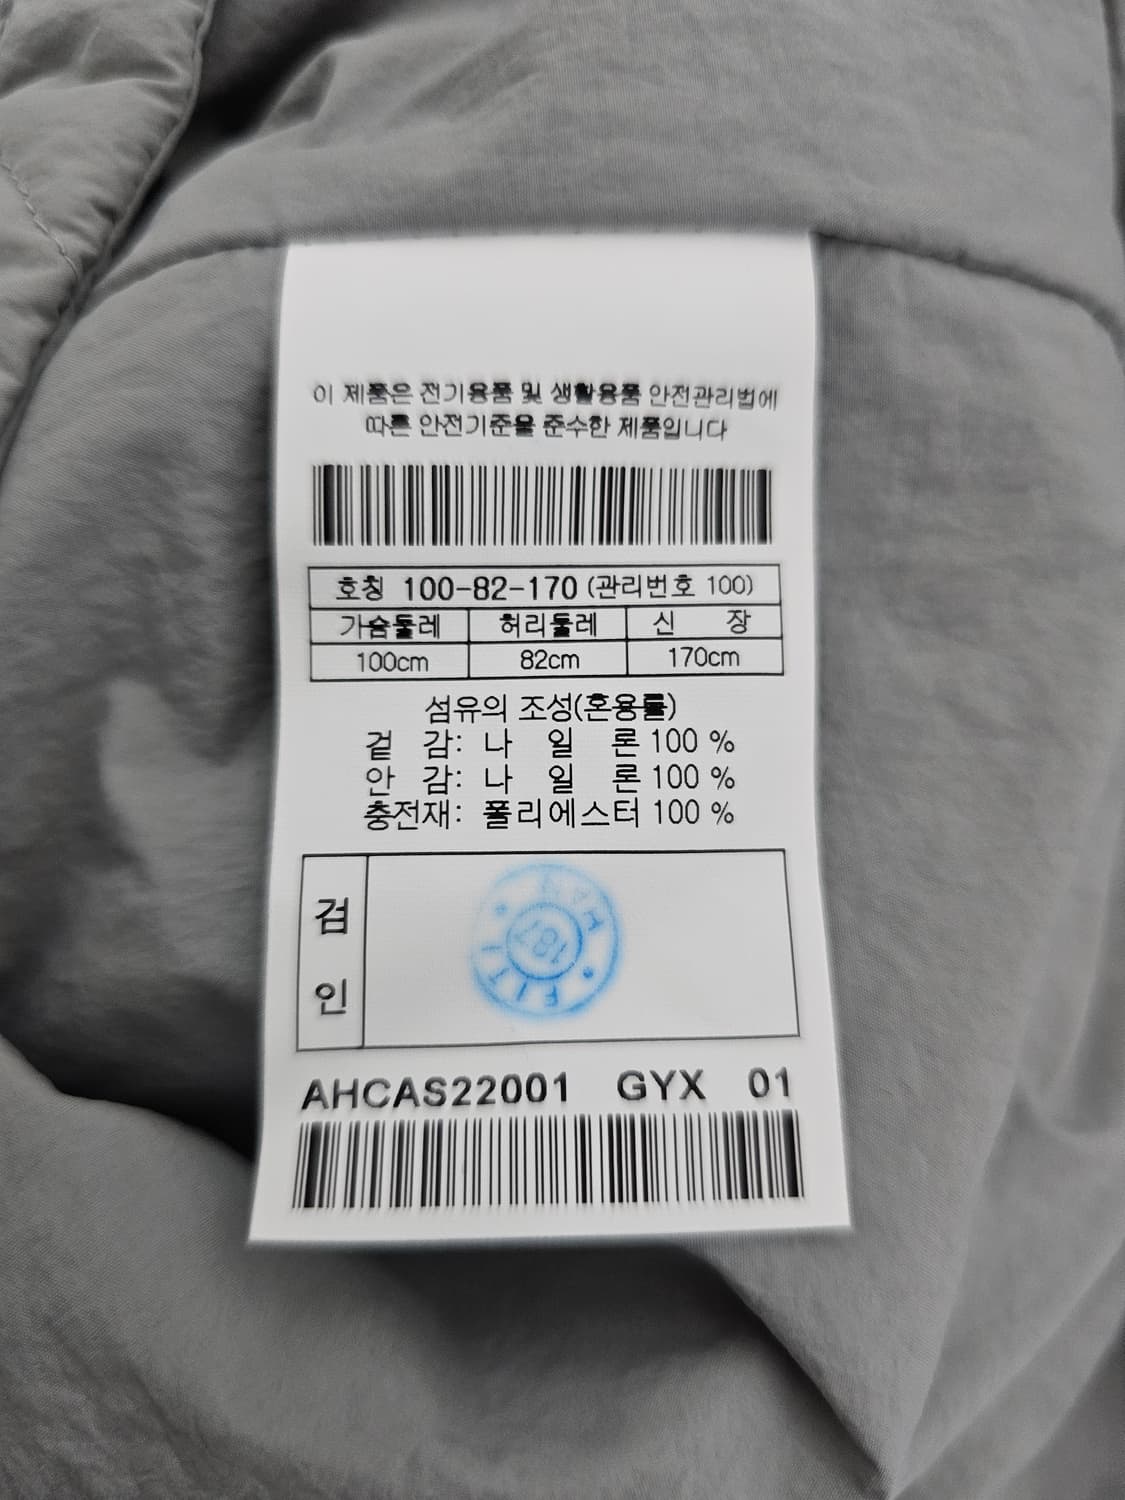 이 제품은 전기용품 및 생활용품 안전관리법에
따른 안전기준을 준수한 제품입니다
호칭 100-82-170 (관리번호 100)
가슴둘레 허리둘레 신 장
100cm 82cm 170cm
섬유의 조성(혼용률)
겉 감: 나 일 론 100 %
안 감: 나 일 론 100 %
충전재: 폴리에스터 100 %
검
인
MAN
187
FITI
AHCAS22001 GYX 01